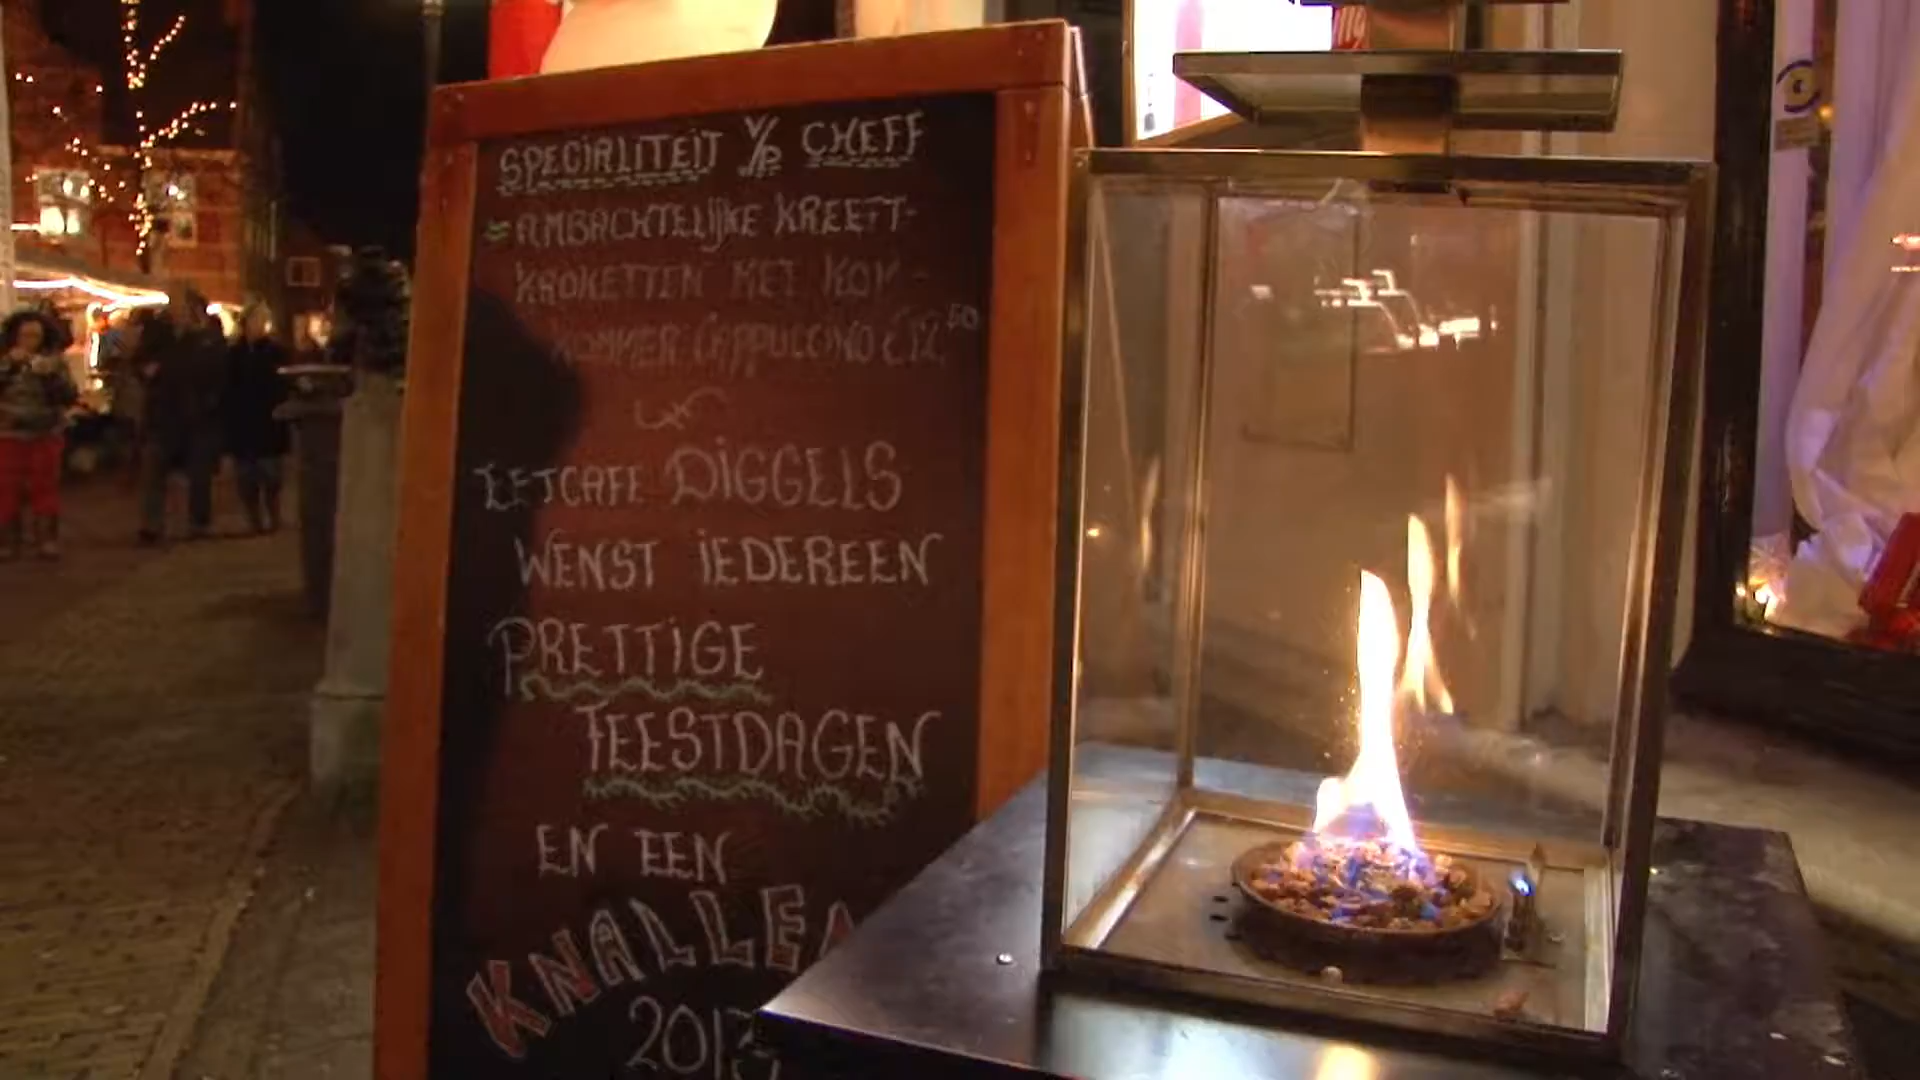 SPECIALITEIT V/D CHEFF
≈ AMBACHTELIJKE KREEFT-
KROKETTEN MET KOM-
KOMMER CAPPUCCINO € 12,50
EETCAFE DIGGELS
WENST IEDEREEN
PRETTIGE
FEESTDAGEN
EN EEN
KNALLE
2013